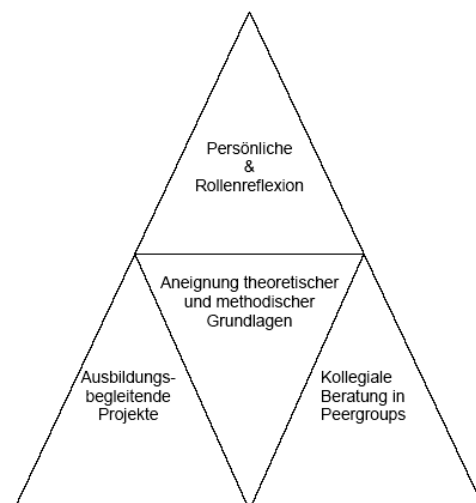 Persönliche
&
Rollenreflexion
Aneignung theoretischer
und methodischer
Grundlagen
Ausbildungs-
begleitende
Projekte
Kollegiale
Beratung in
Peergroups